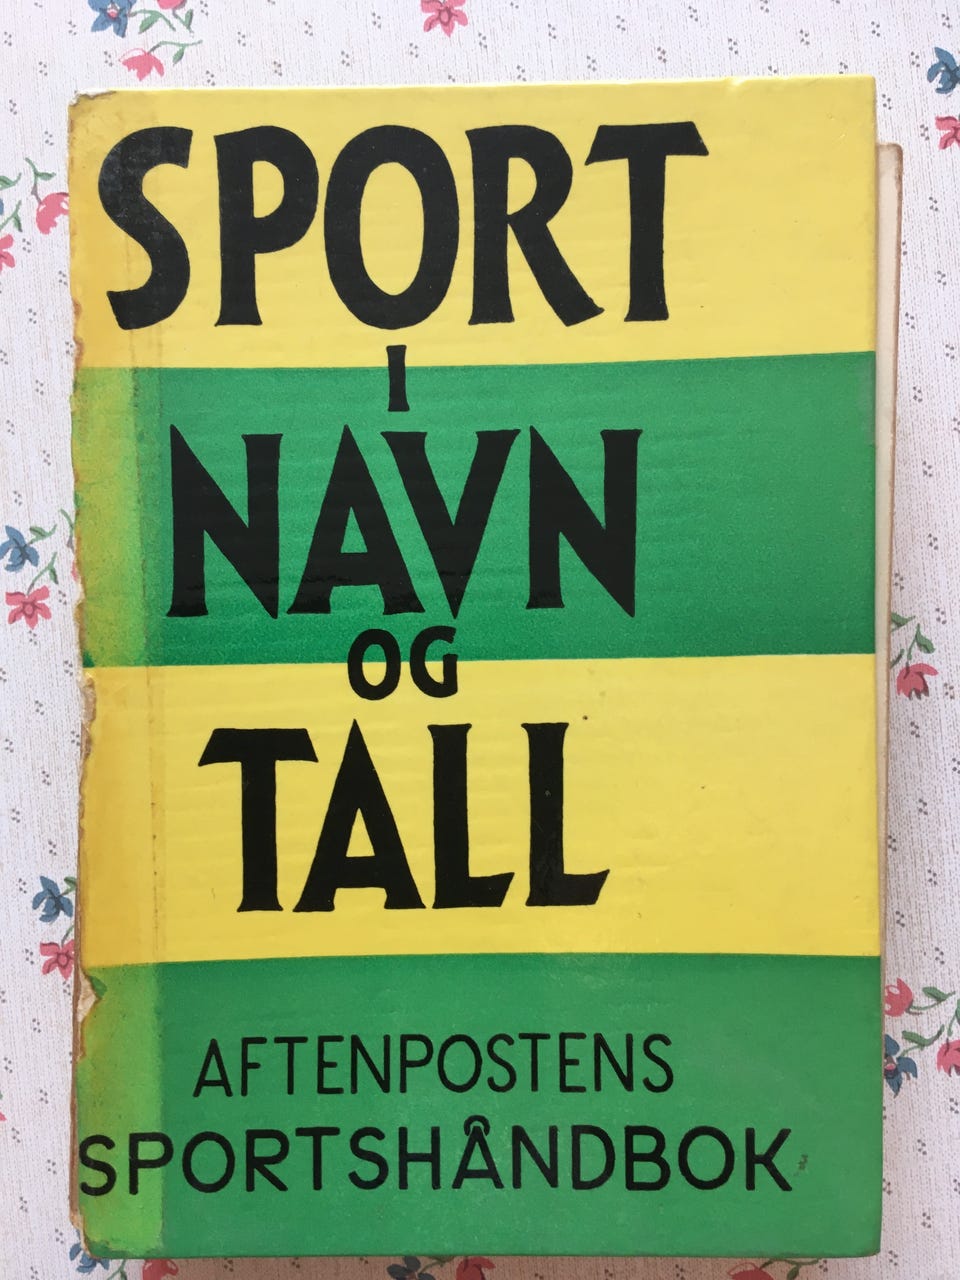 SPORT
I
NAVN
OG
TALL
AFTENPOSTENS
SPORTSHÅNDBOK